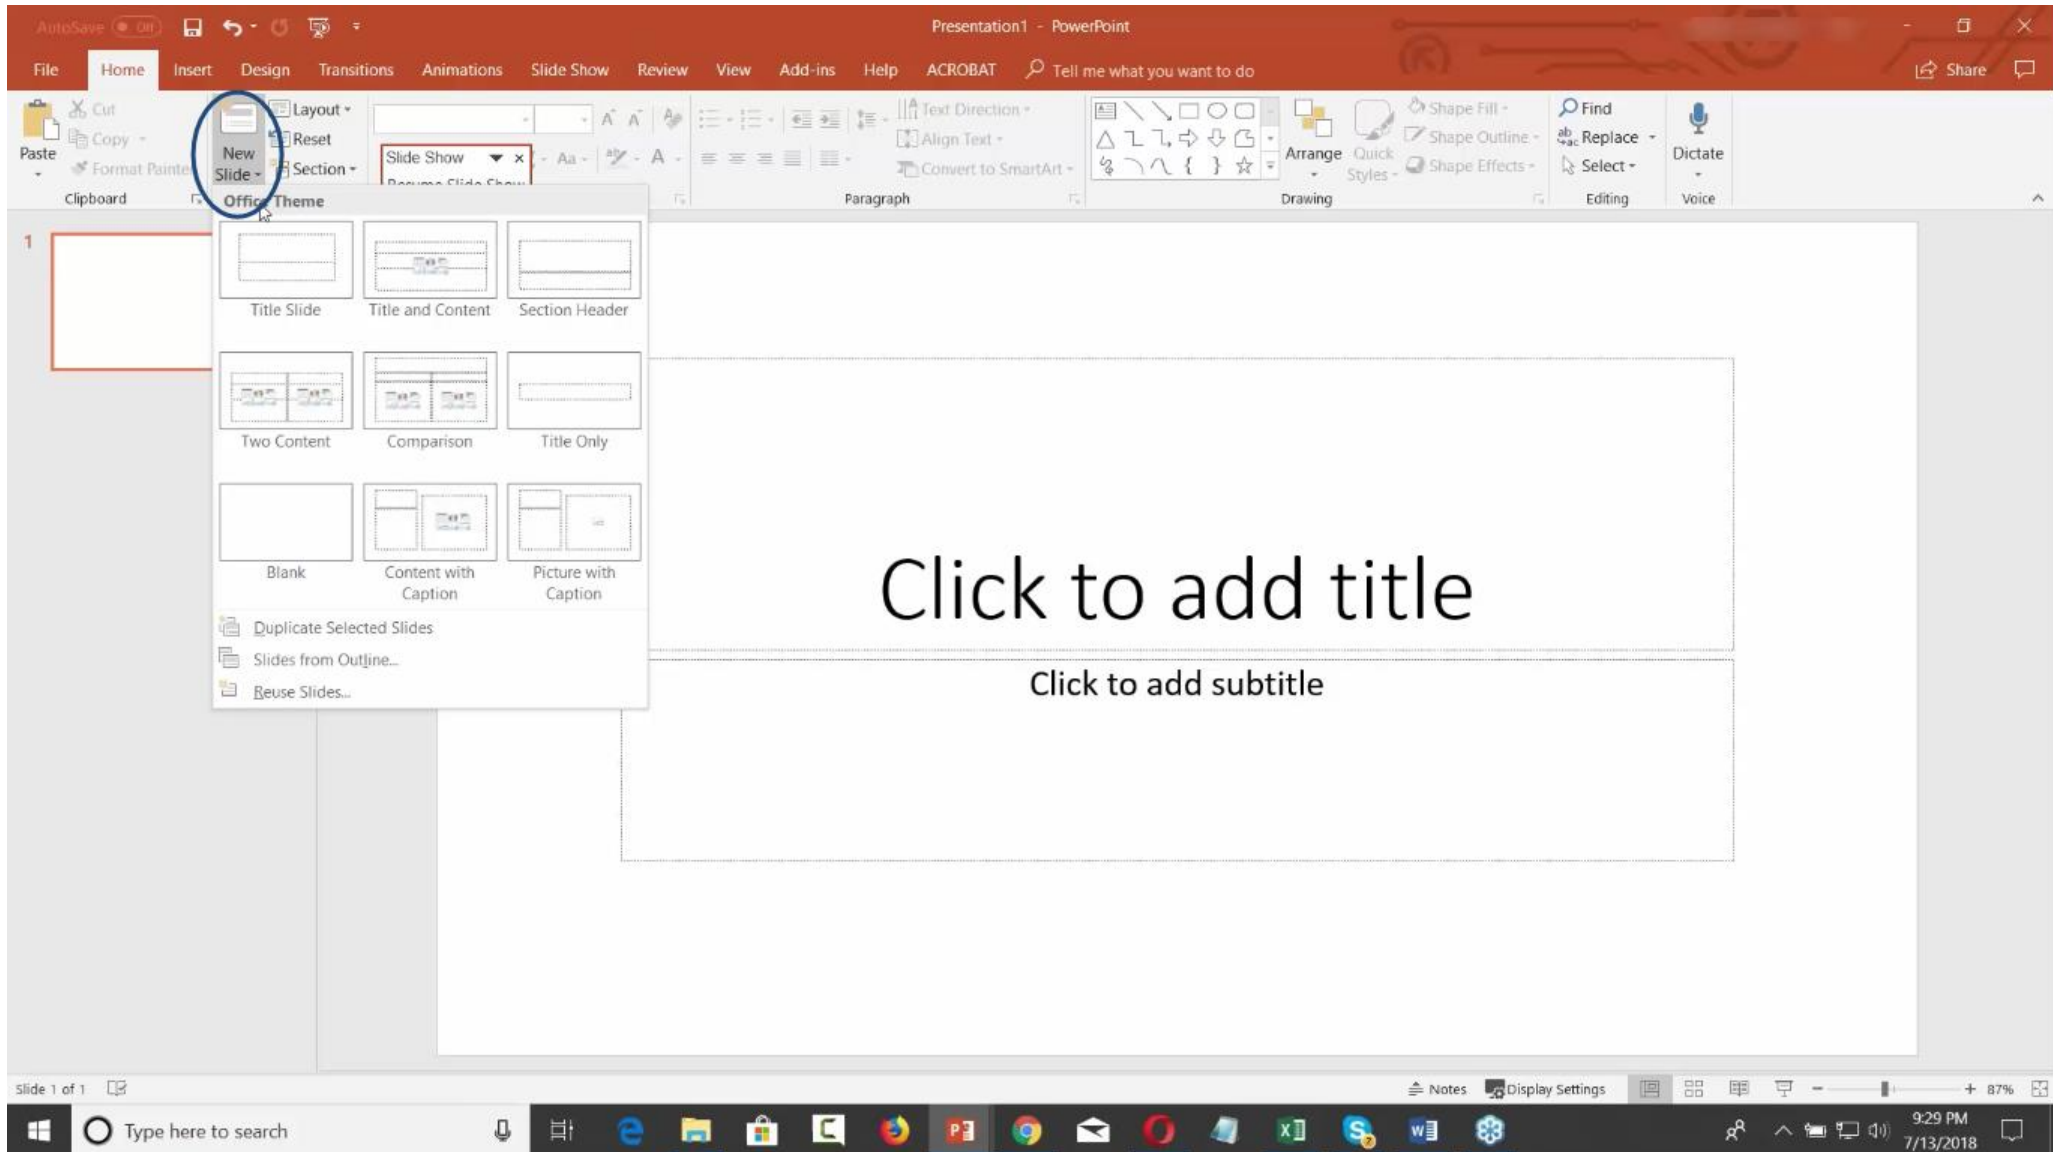 AutoSave Off
Presentation1 - PowerPoint
File Home Insert Design Transitions Animations Slide Show Review View Add-ins Help ACROBAT Tell me what you want to do
Share
Paste
Cut
Copy
Format Painte
Clipboard
New Slide
Layout
Reset
Section
Slide Show
Aa
A
Text Direction
Align Text
Convert to SmartArt
Paragraph
Arrange
Quick Styles
Shape Fill
Shape Outline
Shape Effects
Drawing
Find
Replace
Select
Editing
Dictate
Voice
Office Theme
Title Slide
Title and Content
Section Header
Two Content
Comparison
Title Only
Blank
Content with Caption
Picture with Caption
Duplicate Selected Slides
Slides from Outline...
Reuse Slides...
1
Click to add title
Click to add subtitle
Slide 1 of 1
Notes
Display Settings
87%
Type here to search
9:29 PM
7/13/2018